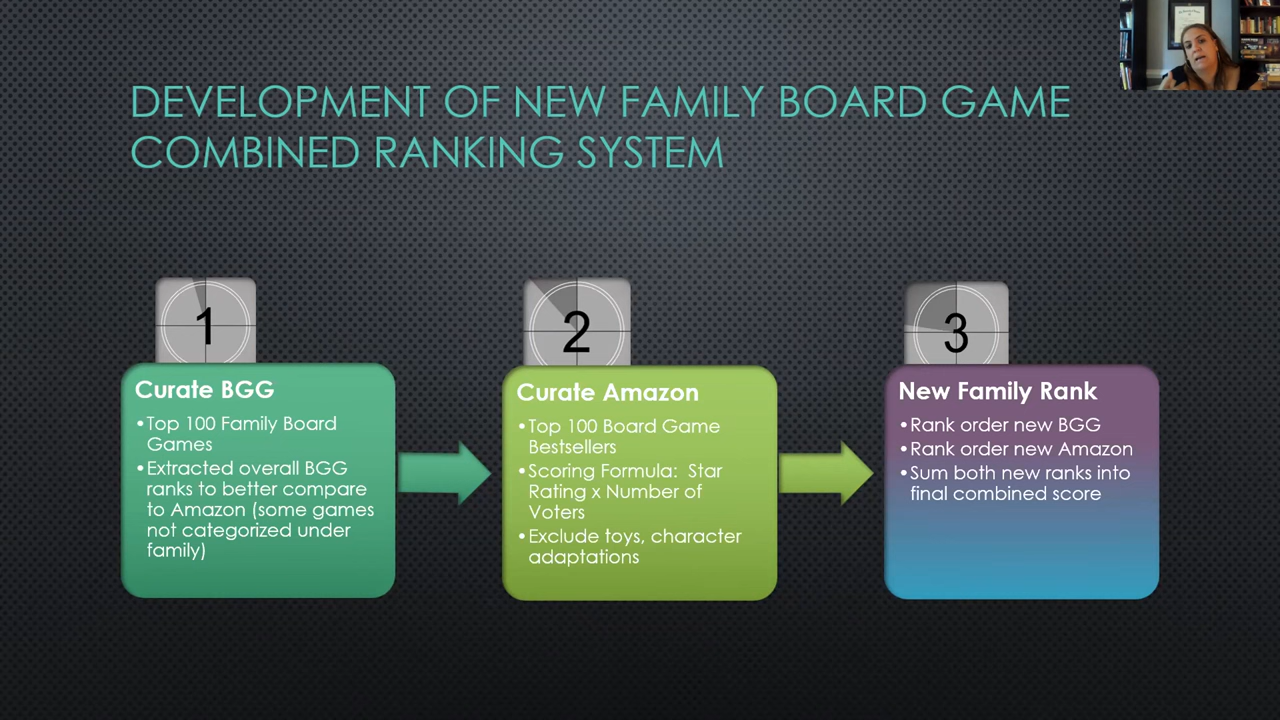 DEVELOPMENT OF NEW FAMILY BOARD GAME
COMBINED RANKING SYSTEM
1
Curate BGG
•Top 100 Family Board
Games
•Extracted overall BGG
ranks to better compare
to Amazon (some games
not categorized under
family)
2
Curate Amazon
•Top 100 Board Game
Bestsellers
•Scoring Formula: Star
Rating x Number of
Voters
•Exclude toys, character
adaptations
3
New Family Rank
•Rank order new BGG
•Rank order new Amazon
•Sum both new ranks into
final combined score